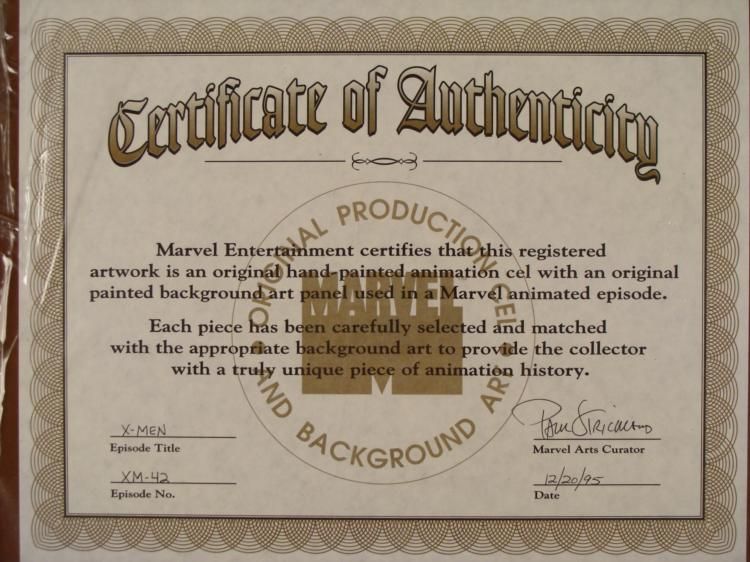 Certificate of Authenticity
Marvel Entertainment certifies that this registered
artwork is an original hand-painted animation cel with an original
painted background art panel used in a Marvel animated episode.
Each piece has been carefully selected and matched
with the appropriate background art to provide the collector
with a truly unique piece of animation history.
ORIGINIAL PRODUCTION CEL
MARVEL
M
AND BACKGROUND ART
X-MEN
Episode Title
XM-42
Episode No.
Paul Strickland
Marvel Arts Curator
12/20/95
Date